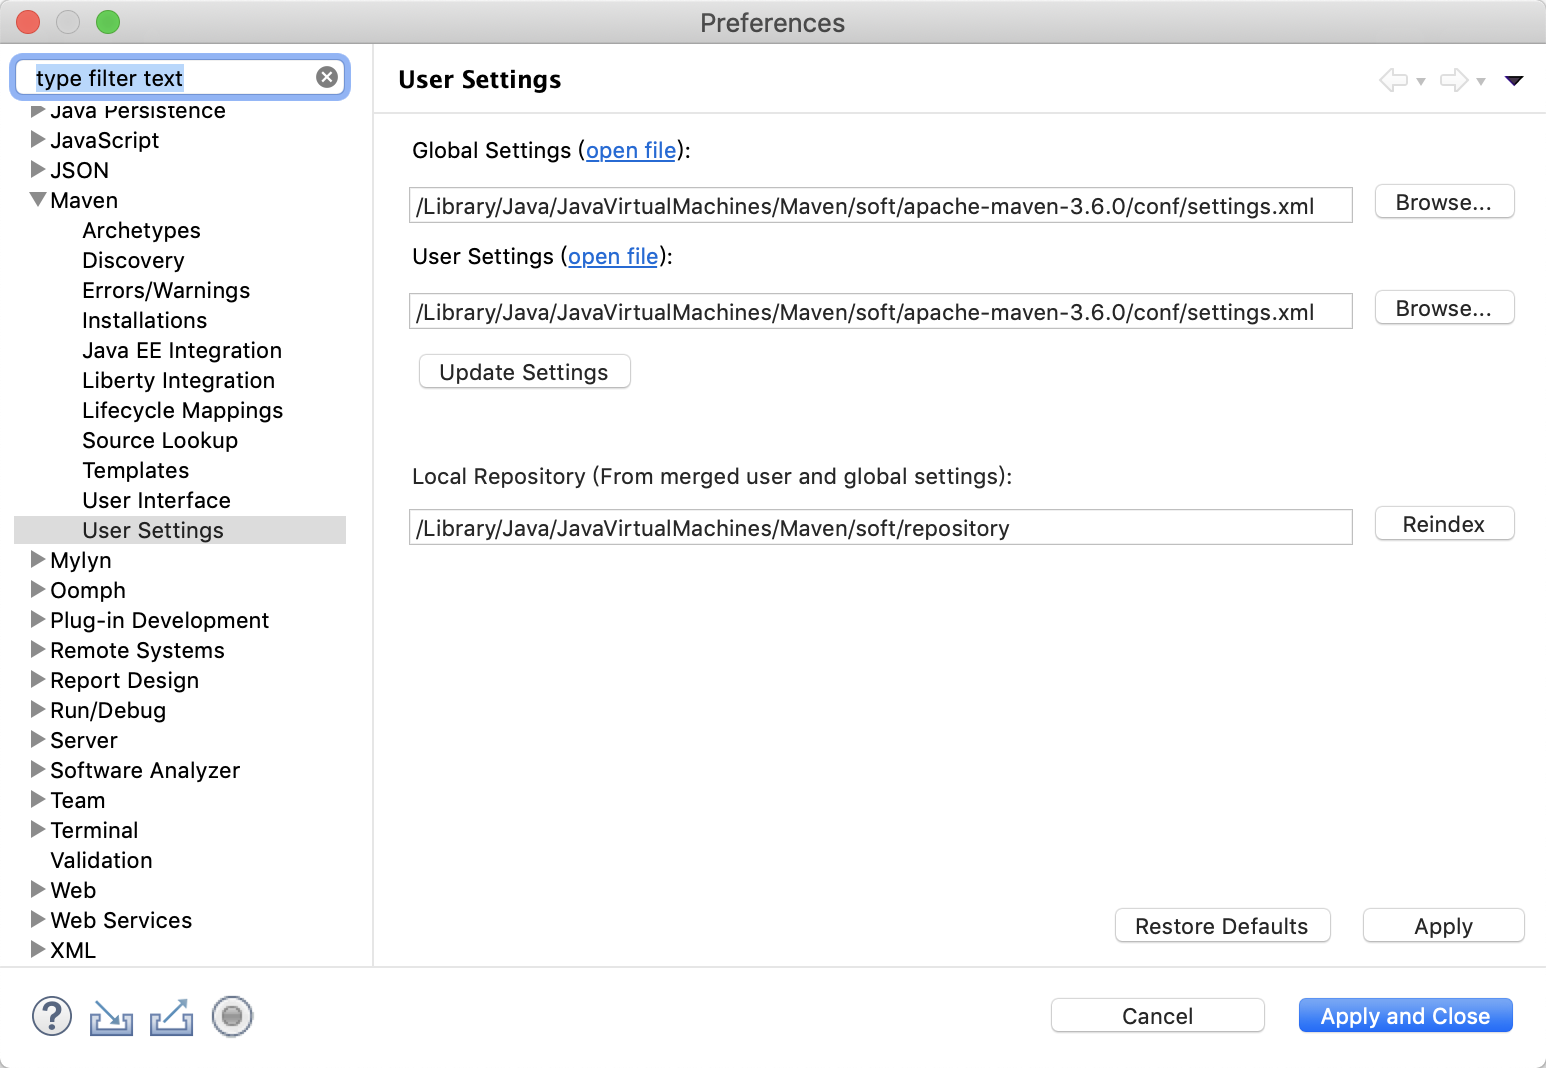 Preferences
type filter text
Java Persistence
JavaScript
JSON
Maven
Archetypes
Discovery
Errors/Warnings
Installations
Java EE Integration
Liberty Integration
Lifecycle Mappings
Source Lookup
Templates
User Interface
User Settings
Mylyn
Oomph
Plug-in Development
Remote Systems
Report Design
Run/Debug
Server
Software Analyzer
Team
Terminal
Validation
Web
Web Services
XML
User Settings
Global Settings (open file):
/Library/Java/JavaVirtualMachines/Maven/soft/apache-maven-3.6.0/conf/settings.xml
Browse...
User Settings (open file):
/Library/Java/JavaVirtualMachines/Maven/soft/apache-maven-3.6.0/conf/settings.xml
Browse...
Update Settings
Local Repository (From merged user and global settings):
/Library/Java/JavaVirtualMachines/Maven/soft/repository
Reindex
Restore Defaults
Apply
?
Cancel
Apply and Close